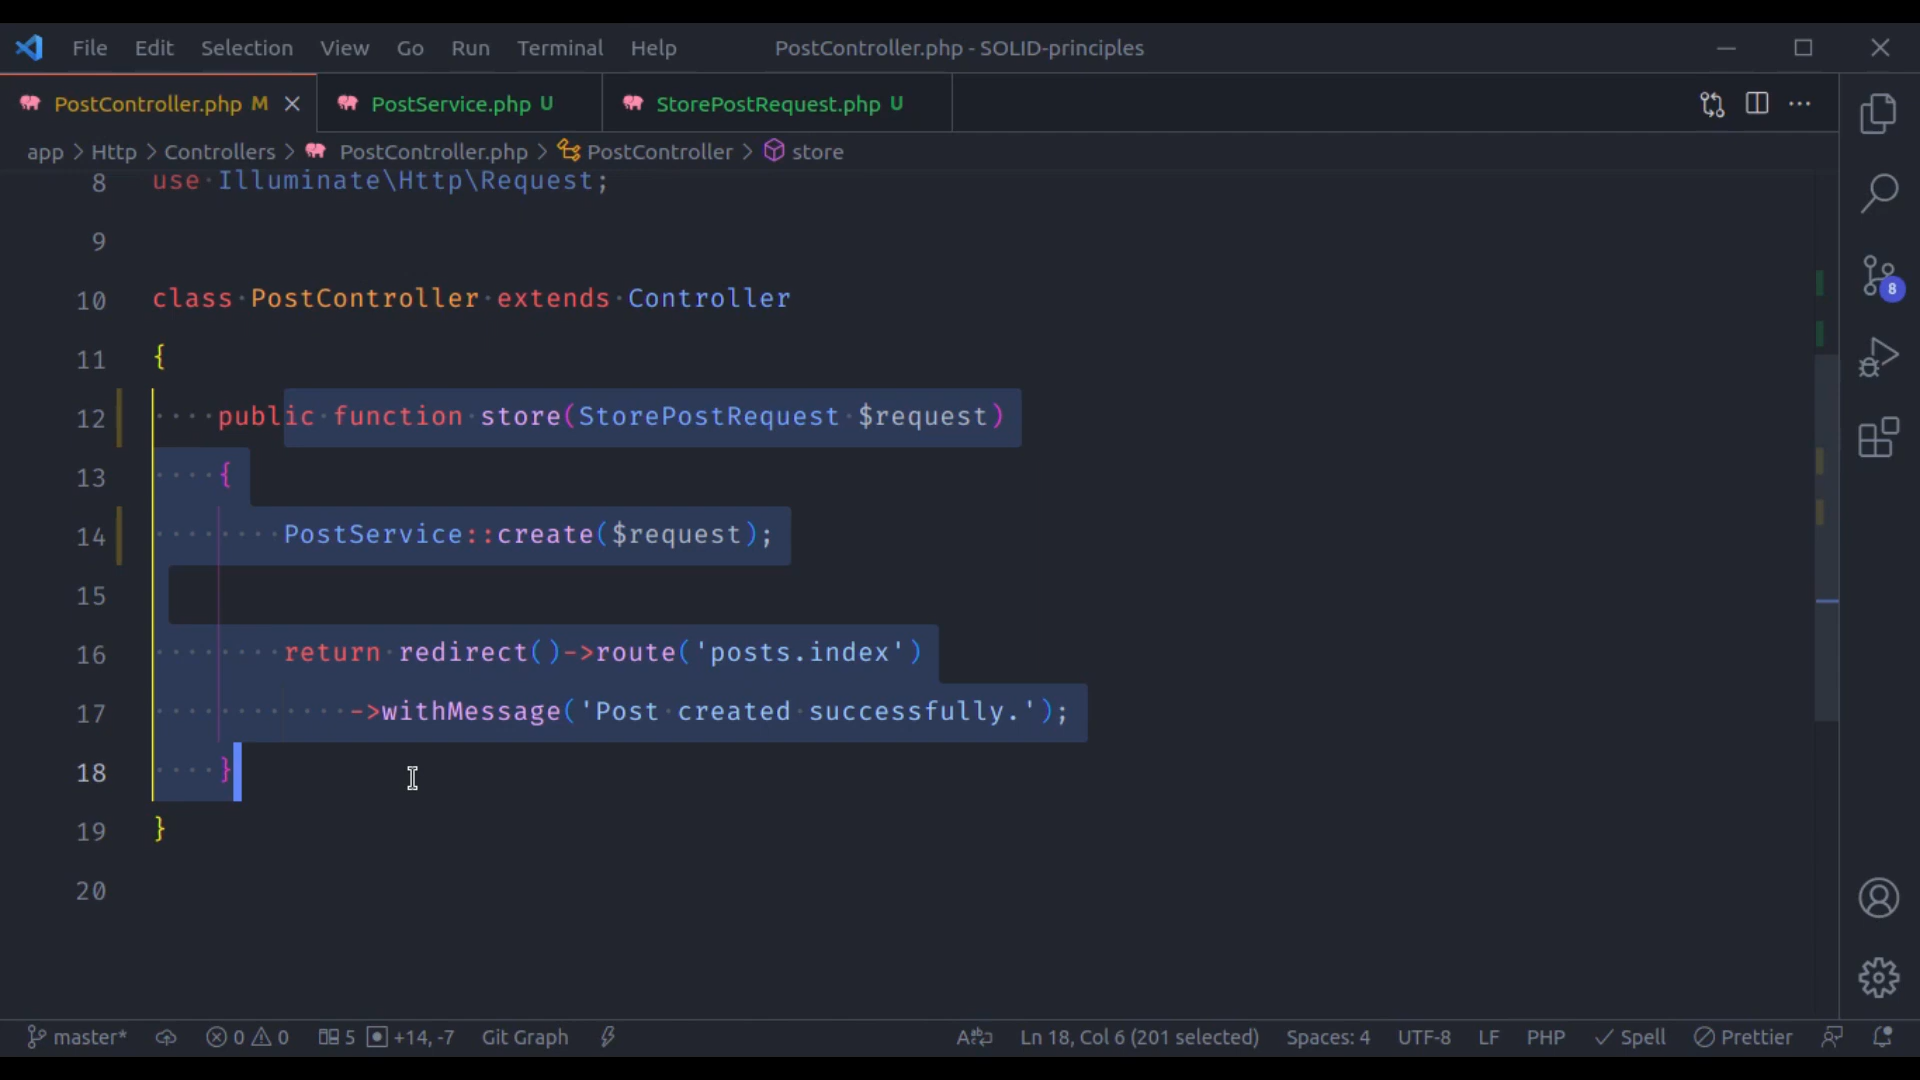 File Edit Selection View Go Run Terminal Help PostController.php - SOLID-principles
PostController.php M PostService.php U StorePostRequest.php U
app > Http > Controllers > PostController.php > PostController > store
8 use Illuminate\Http\Request;
9
10 class PostController extends Controller
11 {
12 public function store(StorePostRequest $request)
13 {
14 PostService::create($request);
15
16 return redirect()->route('posts.index')
17 ->withMessage('Post created successfully.');
18 }
19 }
20
8
master* 0 0 5 +14, -7 Git Graph Ln 18, Col 6 (201 selected) Spaces: 4 UTF-8 LF PHP Spell Prettier